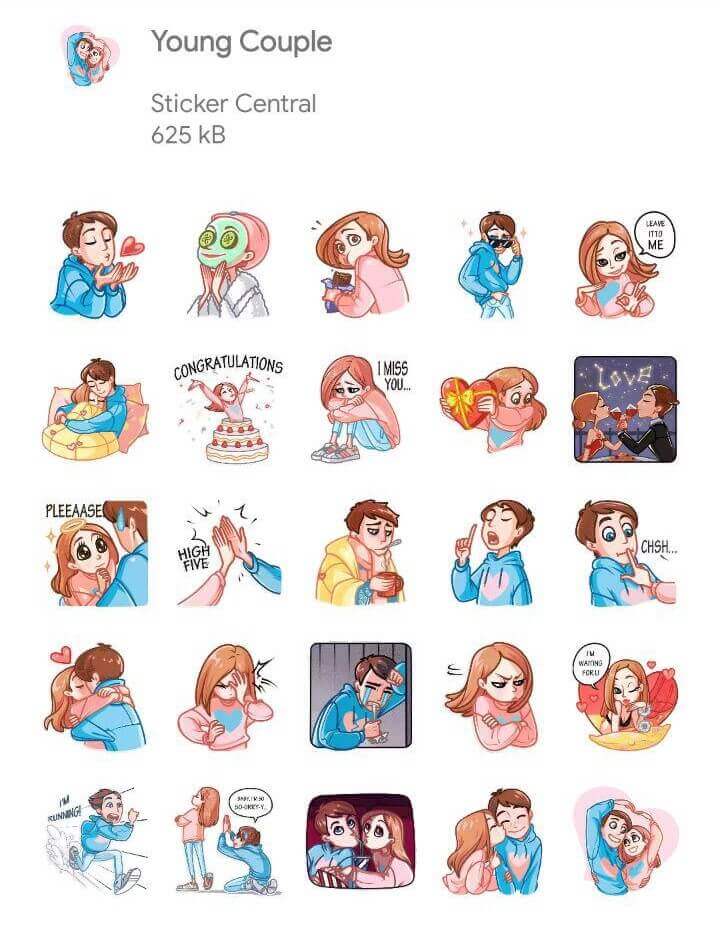 Young Couple
Sticker Central
625 kB
LEAVE
IT TO
ME
CONGRATULATIONS
I MISS
YOU...
LOVE
PLEEAASE
HIGH
FIVE
CHSH...
I'M
WAITING
FOR U
I'M
RUNNING!
BABY, I'M SO
SO-ORRY-Y..